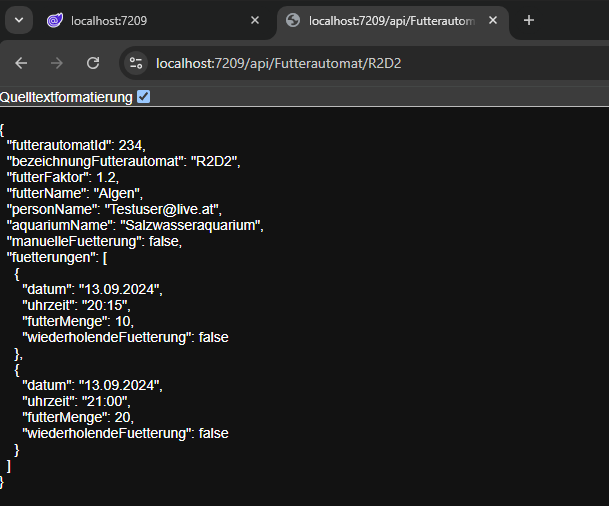 localhost:7209
localhost:7209/api/Futterautom
localhost:7209/api/Futterautomat/R2D2
Quelltextformatierung
{
  "futterautomatId": 234,
  "bezeichnungFutterautomat": "R2D2",
  "futterFaktor": 1.2,
  "futterName": "Algen",
  "personName": "Testuser@live.at",
  "aquariumName": "Salzwasseraquarium",
  "manuelleFuetterung": false,
  "fuetterungen": [
    {
      "datum": "13.09.2024",
      "uhrzeit": "20:15",
      "futterMenge": 10,
      "wiederholendeFuetterung": false
    },
    {
      "datum": "13.09.2024",
      "uhrzeit": "21:00",
      "futterMenge": 20,
      "wiederholendeFuetterung": false
    }
  ]
}